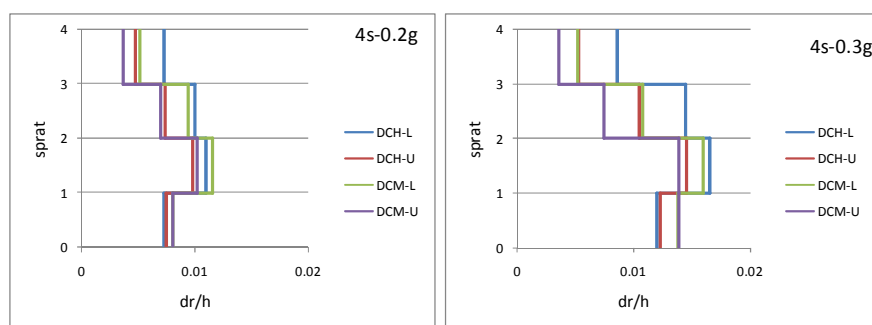 4s-0.2g
4
3
2
1
0
sprat
0
0.01
0.02
dr/h
DCH-L
DCH-U
DCM-L
DCM-U
4s-0.3g
4
3
2
1
0
sprat
0
0.01
0.02
dr/h
DCH-L
DCH-U
DCM-L
DCM-U